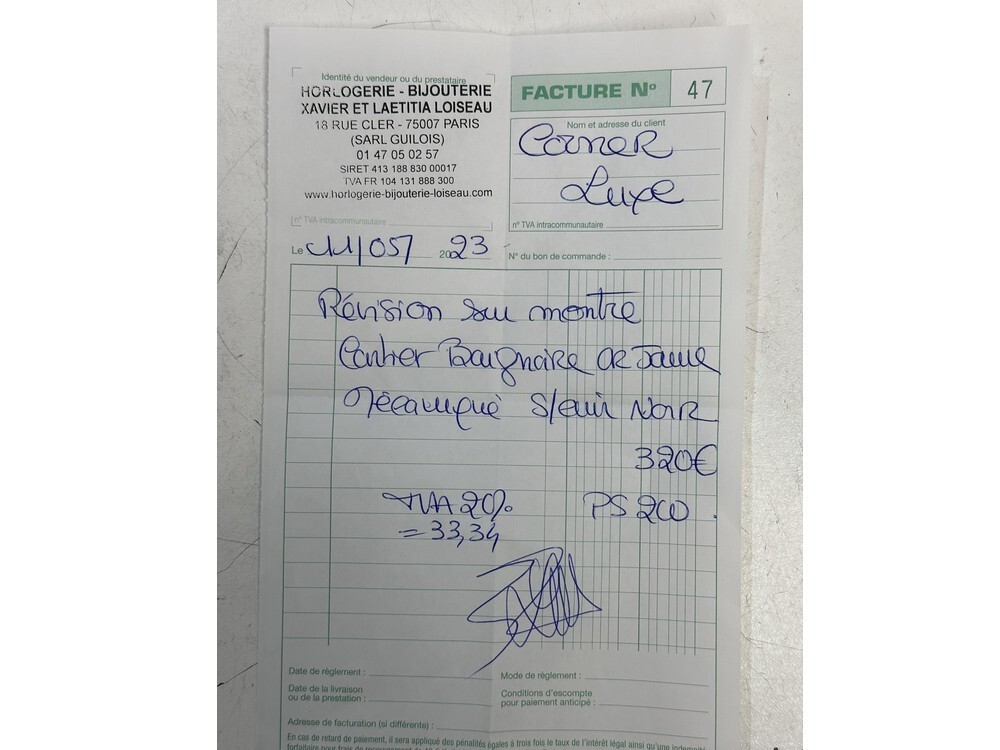 Identité du vendeur ou du prestataire
HORLOGERIE - BIJOUTERIE
XAVIER ET LAETITIA LOISEAU
18 RUE CLER - 75007 PARIS
(SARL GUILOIS)
01 47 05 02 57
SIRET 413 188 830 00017
TVA FR 104 131 888 300
www.horlogerie-bijouterie-loiseau.com
n° TVA intracommunautaire
FACTURE N° 47
Nom et adresse du client
Corner
Luxe
n° TVA intracommunautaire
Le 11/05/ 2023
N° du bon de commande :
Révision sur montre
Cartier Baignoire or Jaune
Mécanique S/cuir Noir
320€
TVA 20% PS 200
= 33,34
Date de règlement :
Mode de règlement :
Date de la livraison
ou de la prestation :
Conditions d'escompte
pour paiement anticipé :
Adresse de facturation (si différente) :
En cas de retard de paiement, il sera appliqué des pénalités égales à trois fois le taux de l'intérêt légal ainsi qu'une indemnité